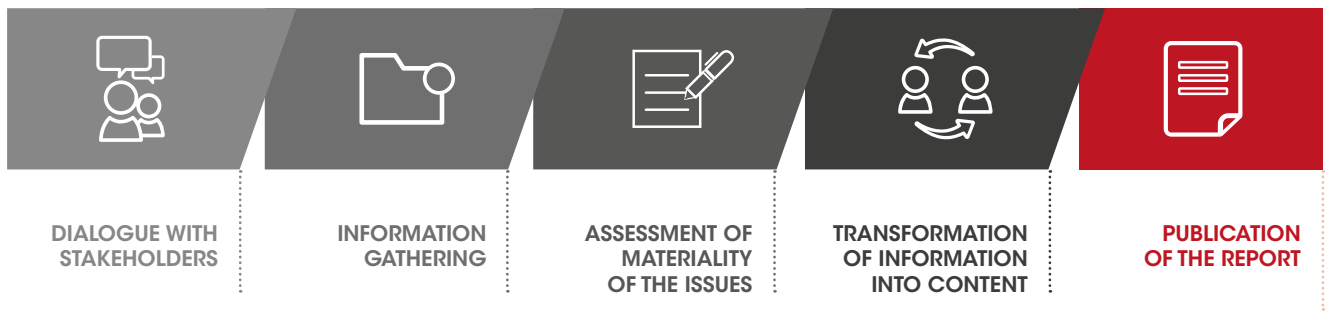 DIALOGUE WITH
STAKEHOLDERS
INFORMATION
GATHERING
ASSESSMENT OF
MATERIALITY
OF THE ISSUES
TRANSFORMATION
OF INFORMATION
INTO CONTENT
PUBLICATION
OF THE REPORT